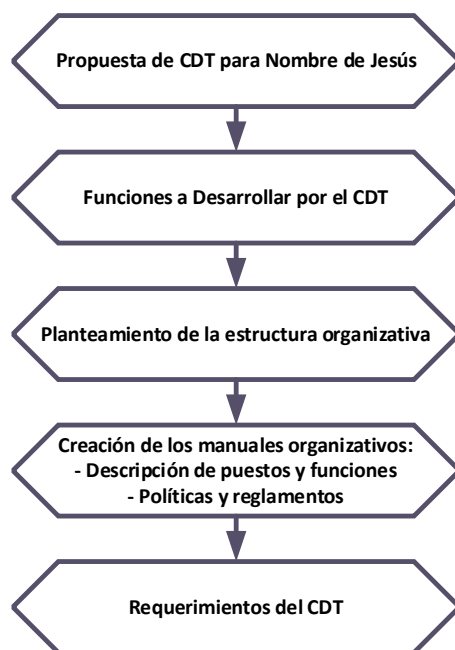 Propuesta de CDT para Nombre de Jesús
Funciones a Desarrollar por el CDT
Planteamiento de la estructura organizativa
Creación de los manuales organizativos:
- Descripción de puestos y funciones
- Políticas y reglamentos
Requerimientos del CDT